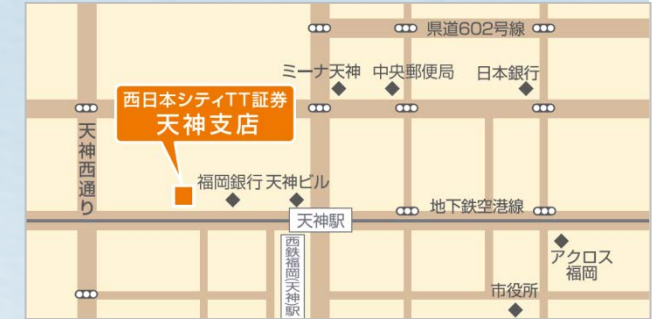 県道602号線
ミーナ天神
中央郵便局
日本銀行
西日本シティTT証券
天神支店
天神西通り
福岡銀行
天神ビル
天神駅
地下鉄空港線
西鉄福岡(天神)駅
アクロス
福岡
市役所